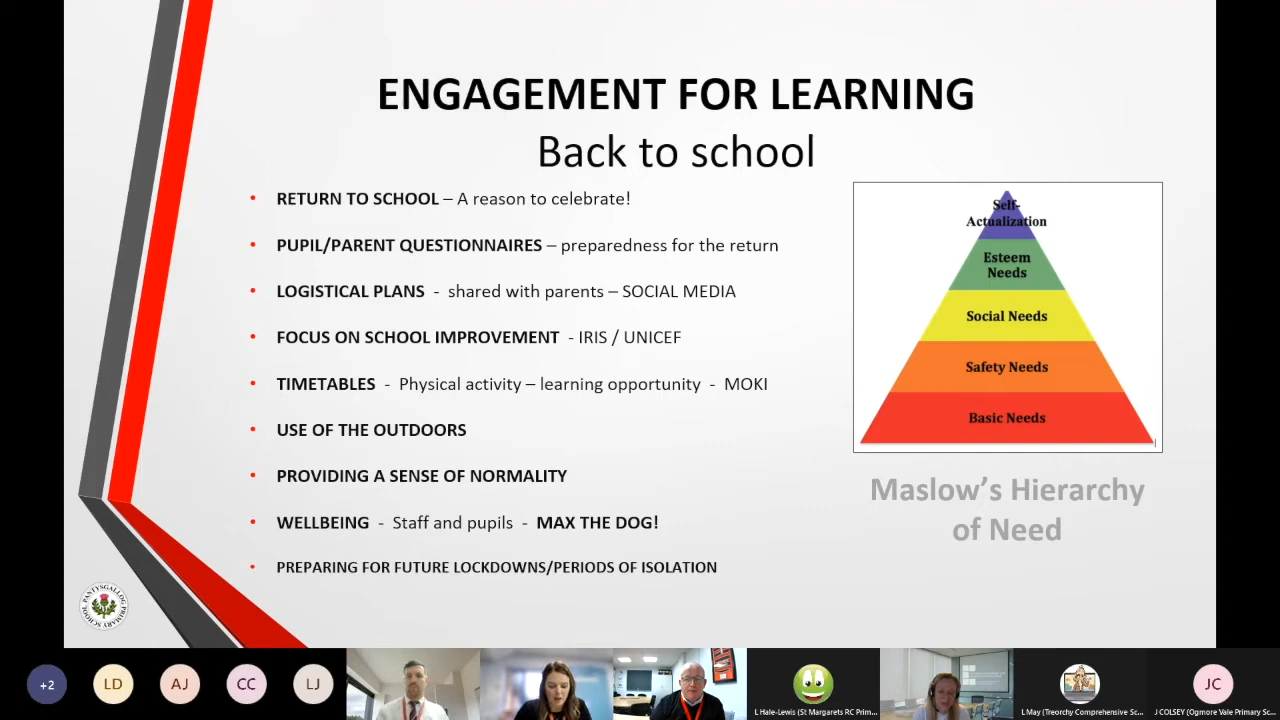 ENGAGEMENT FOR LEARNING
Back to school
• RETURN TO SCHOOL – A reason to celebrate!
• PUPIL/PARENT QUESTIONNAIRES – preparedness for the return
• LOGISTICAL PLANS - shared with parents – SOCIAL MEDIA
• FOCUS ON SCHOOL IMPROVEMENT - IRIS / UNICEF
• TIMETABLES - Physical activity – learning opportunity - MOKI
• USE OF THE OUTDOORS
• PROVIDING A SENSE OF NORMALITY
• WELLBEING - Staff and pupils - MAX THE DOG!
• PREPARING FOR FUTURE LOCKDOWNS/PERIODS OF ISOLATION
Self-
Actualization
Esteem
Needs
Social Needs
Safety Needs
Basic Needs
Maslow's Hierarchy
of Need
PANTYSGALLOG PRIMARY SCHOOL
+2
LD
AJ
CC
LJ
L Hale-Lewis (St Margarets RC Prim...
L May (Treorchy Comprehensive Sc...
JC
J COLSEY (Ogmore Vale Primary Sc...